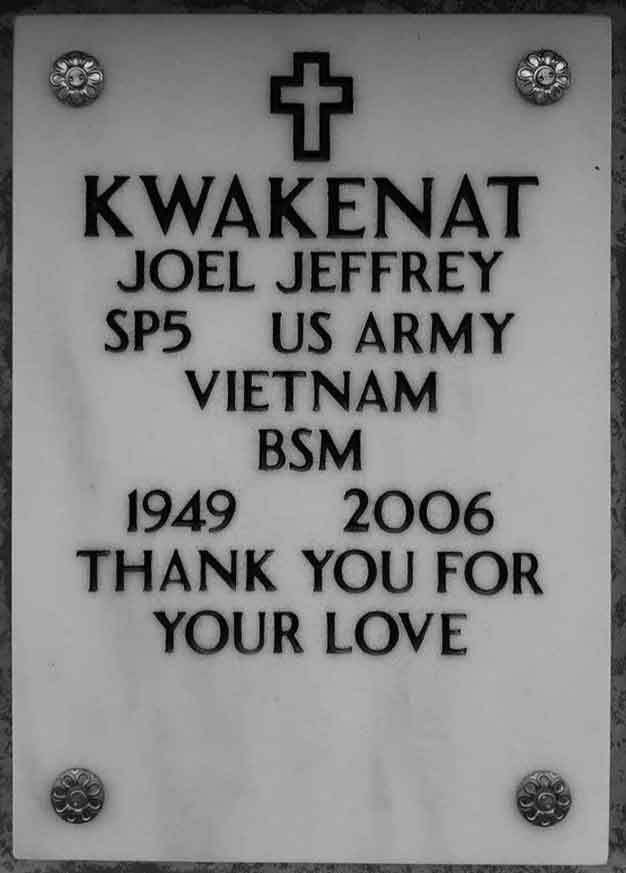 KWAKENAT
JOEL JEFFREY
SP5 US ARMY
VIETNAM
BSM
1949 2006
THANK YOU FOR
YOUR LOVE